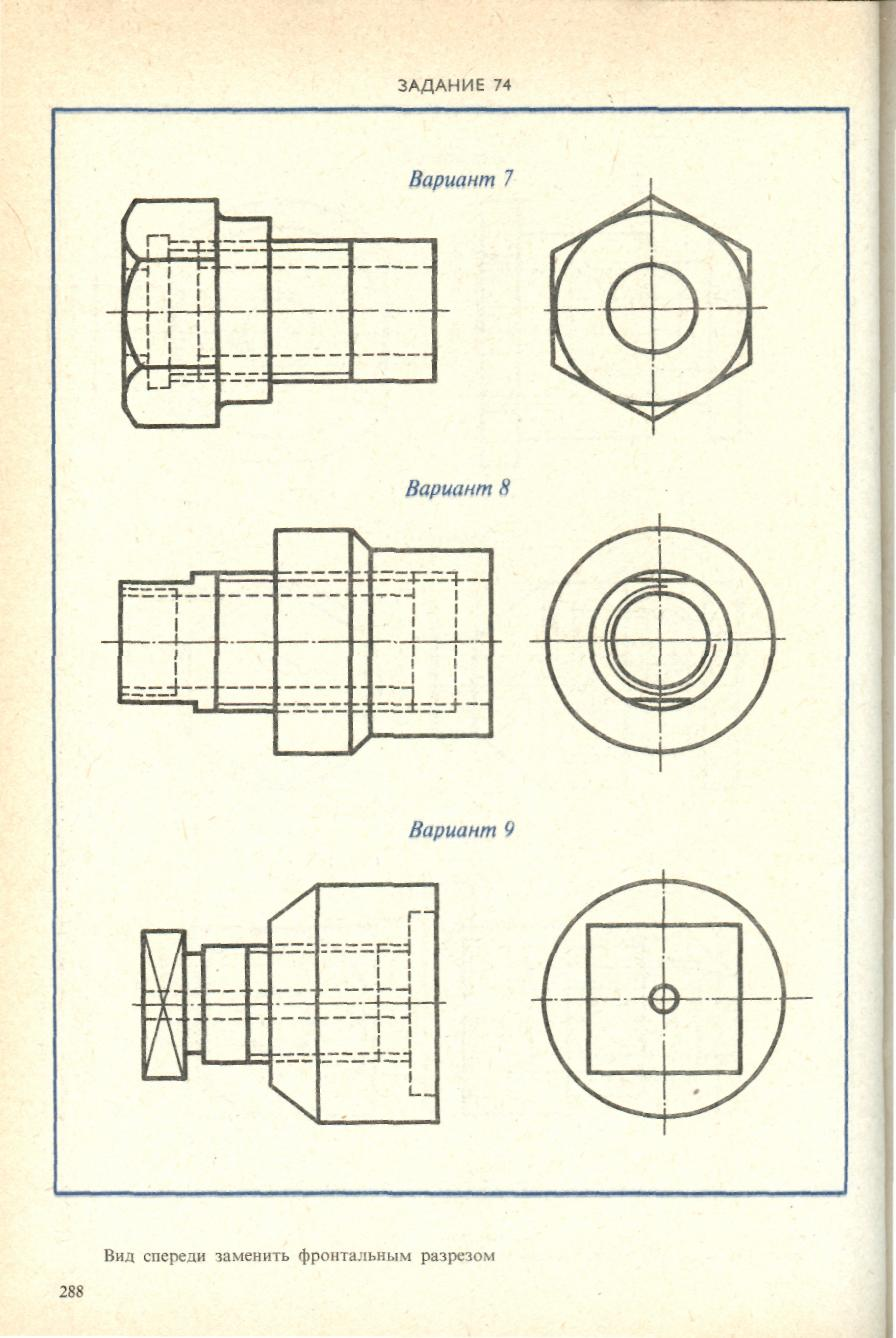 ЗАДАНИЕ 74
Вариант 7
Вариант 8
Вариант 9
Вид спереди заменить фронтальным разрезом
288